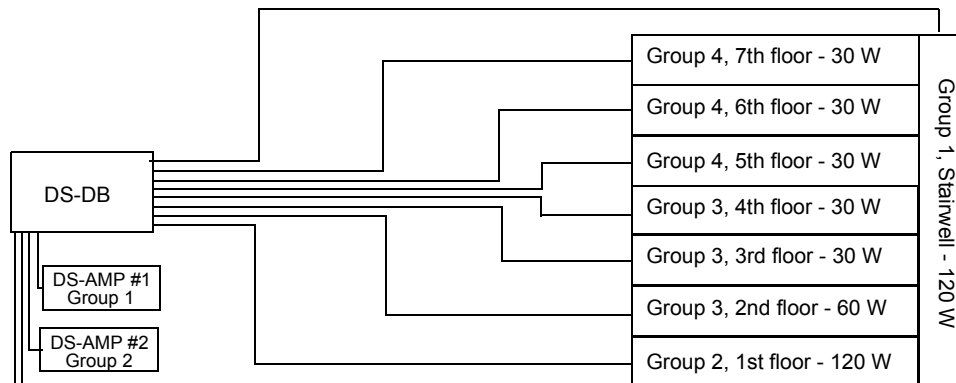 Group 4, 7th floor - 30 W
Group 4, 6th floor - 30 W
Group 4, 5th floor - 30 W
Group 3, 4th floor - 30 W
Group 3, 3rd floor - 30 W
Group 3, 2nd floor - 60 W
Group 2, 1st floor - 120 W
Group 1, Stairwell - 120 W
DS-DB
DS-AMP #1
Group 1
DS-AMP #2
Group 2